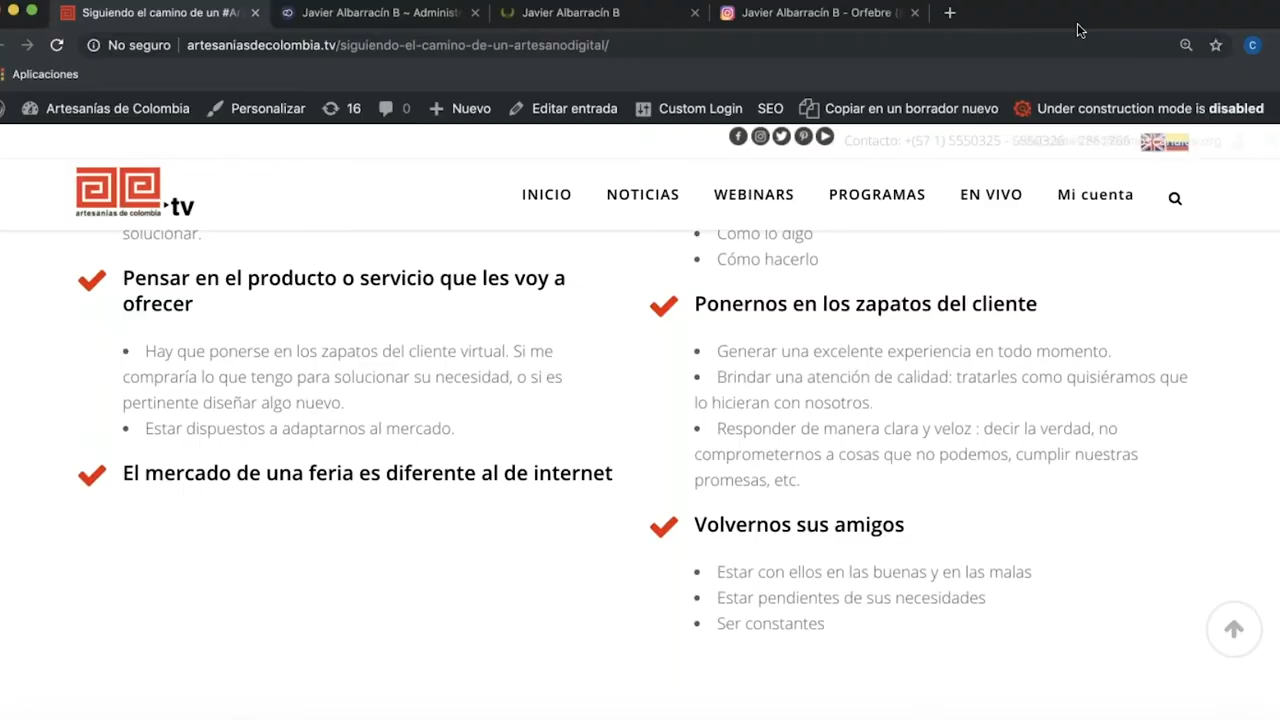 Siguiendo el camino de un #Ar
Javier Albarracín B ~ Administ
Javier Albarracín B
Javier Albarracín B - Orfebre (
No seguro
artesaniasdecolombia.tv/siguiendo-el-camino-de-un-artesanodigital/
C
Aplicaciones
Artesanías de Colombia
Personalizar
16
0
Nuevo
Editar entrada
Custom Login
SEO
Copiar en un borrador nuevo
Under construction mode is disabled
Contacto: +(57 1) 5550325 -
artesanías de colombia
tv
INICIO
NOTICIAS
WEBINARS
PROGRAMAS
EN VIVO
Mi cuenta
solucionar.
Pensar en el producto o servicio que les voy a
ofrecer
• Hay que ponerse en los zapatos del cliente virtual. Si me
compraría lo que tengo para solucionar su necesidad, o si es
pertinente diseñar algo nuevo.
• Estar dispuestos a adaptarnos al mercado.
El mercado de una feria es diferente al de internet
• Como lo digo
• Cómo hacerlo
Ponernos en los zapatos del cliente
• Generar una excelente experiencia en todo momento.
• Brindar una atención de calidad: tratarles como quisiéramos que
lo hicieran con nosotros.
• Responder de manera clara y veloz : decir la verdad, no
comprometernos a cosas que no podemos, cumplir nuestras
promesas, etc.
Volvernos sus amigos
• Estar con ellos en las buenas y en las malas
• Estar pendientes de sus necesidades
• Ser constantes